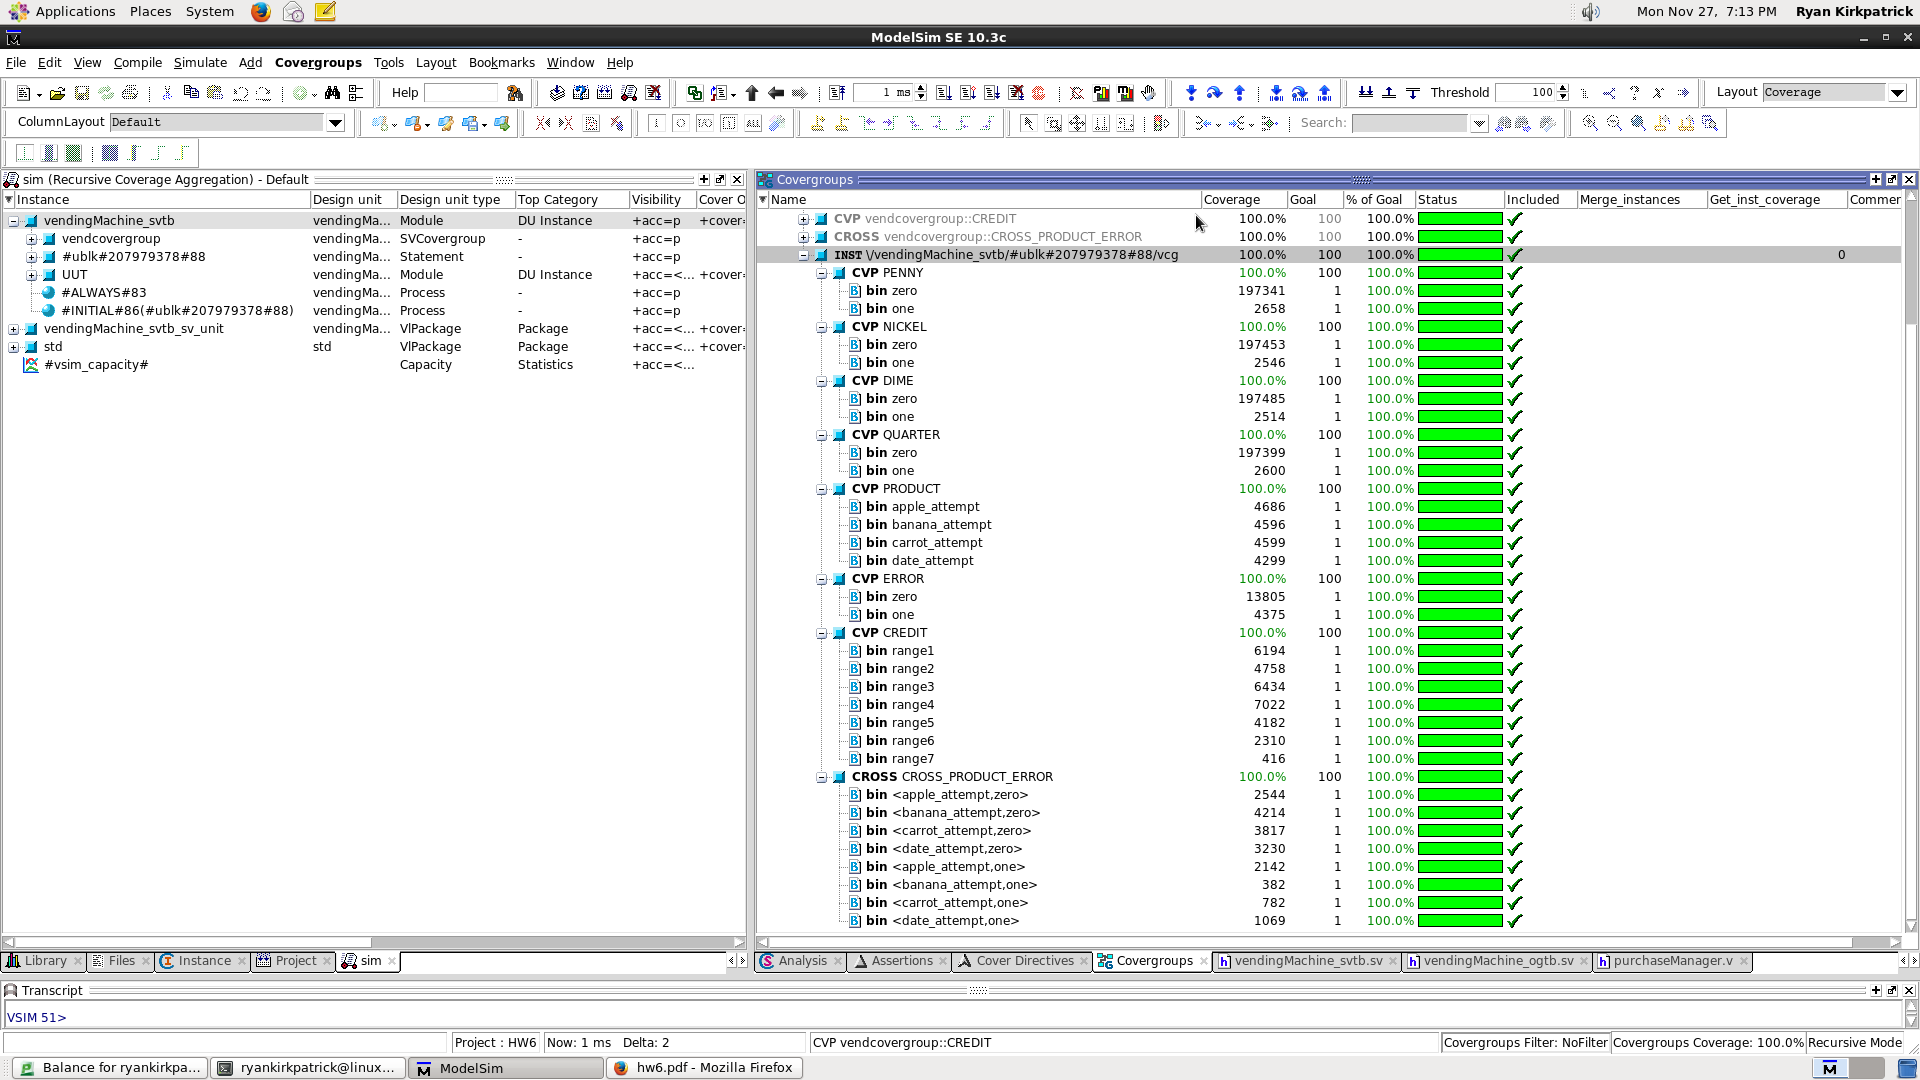 Applications Places System Mon Nov 27, 7:13 PM Ryan Kirkpatrick
ModelSim SE 10.3c
File Edit View Compile Simulate Add Covergroups Tools Layout Bookmarks Window Help
Help 1 ms Threshold 100 Layout Coverage
ColumnLayout Default Search:
sim (Recursive Coverage Aggregation) - Default
Instance Design unit Design unit type Top Category Visibility Cover O
vendingMachine_svtb vendingMa... Module DU Instance +acc=p +cover=
vendcovergroup vendingMa... SVCovergroup - +acc=p
#ublk#207979378#88 vendingMa... Statement - +acc=p
UUT vendingMa... Module DU Instance +acc=<... +cover=
#ALWAYS#83 vendingMa... Process - +acc=p
#INITIAL#86(#ublk#207979378#88) vendingMa... Process - +acc=p
vendingMachine_svtb_sv_unit vendingMa... VlPackage Package +acc=<... +cover=
std std VlPackage Package +acc=<... +cover=
#vsim_capacity# Capacity Statistics +acc=<...
Library Files Instance Project sim
Covergroups
Name Coverage Goal % of Goal Status Included Merge_instances Get_inst_coverage Commer
CVP vendcovergroup::CREDIT 100.0% 100 100.0%
CROSS vendcovergroup::CROSS_PRODUCT_ERROR 100.0% 100 100.0%
INST \/vendingMachine_svtb/#ublk#207979378#88/vcg 100.0% 100 100.0% 0
CVP PENNY 100.0% 100 100.0%
bin zero 197341 1 100.0%
bin one 2658 1 100.0%
CVP NICKEL 100.0% 100 100.0%
bin zero 197453 1 100.0%
bin one 2546 1 100.0%
CVP DIME 100.0% 100 100.0%
bin zero 197485 1 100.0%
bin one 2514 1 100.0%
CVP QUARTER 100.0% 100 100.0%
bin zero 197399 1 100.0%
bin one 2600 1 100.0%
CVP PRODUCT 100.0% 100 100.0%
bin apple_attempt 4686 1 100.0%
bin banana_attempt 4596 1 100.0%
bin carrot_attempt 4599 1 100.0%
bin date_attempt 4299 1 100.0%
CVP ERROR 100.0% 100 100.0%
bin zero 13805 1 100.0%
bin one 4375 1 100.0%
CVP CREDIT 100.0% 100 100.0%
bin range1 6194 1 100.0%
bin range2 4758 1 100.0%
bin range3 6434 1 100.0%
bin range4 7022 1 100.0%
bin range5 4182 1 100.0%
bin range6 2310 1 100.0%
bin range7 416 1 100.0%
CROSS CROSS_PRODUCT_ERROR 100.0% 100 100.0%
bin <apple_attempt,zero> 2544 1 100.0%
bin <banana_attempt,zero> 4214 1 100.0%
bin <carrot_attempt,zero> 3817 1 100.0%
bin <date_attempt,zero> 3230 1 100.0%
bin <apple_attempt,one> 2142 1 100.0%
bin <banana_attempt,one> 382 1 100.0%
bin <carrot_attempt,one> 782 1 100.0%
bin <date_attempt,one> 1069 1 100.0%
Analysis Assertions Cover Directives Covergroups vendingMachine_svtb.sv vendingMachine_ogtb.sv purchaseManager.v
Transcript
VSIM 51>
Project : HW6 Now: 1 ms Delta: 2 CVP vendcovergroup::CREDIT Covergroups Filter: NoFilter Covergroups Coverage: 100.0% Recursive Mode
Balance for ryankirkpa... ryankirkpatrick@linux... ModelSim hw6.pdf - Mozilla Firefox